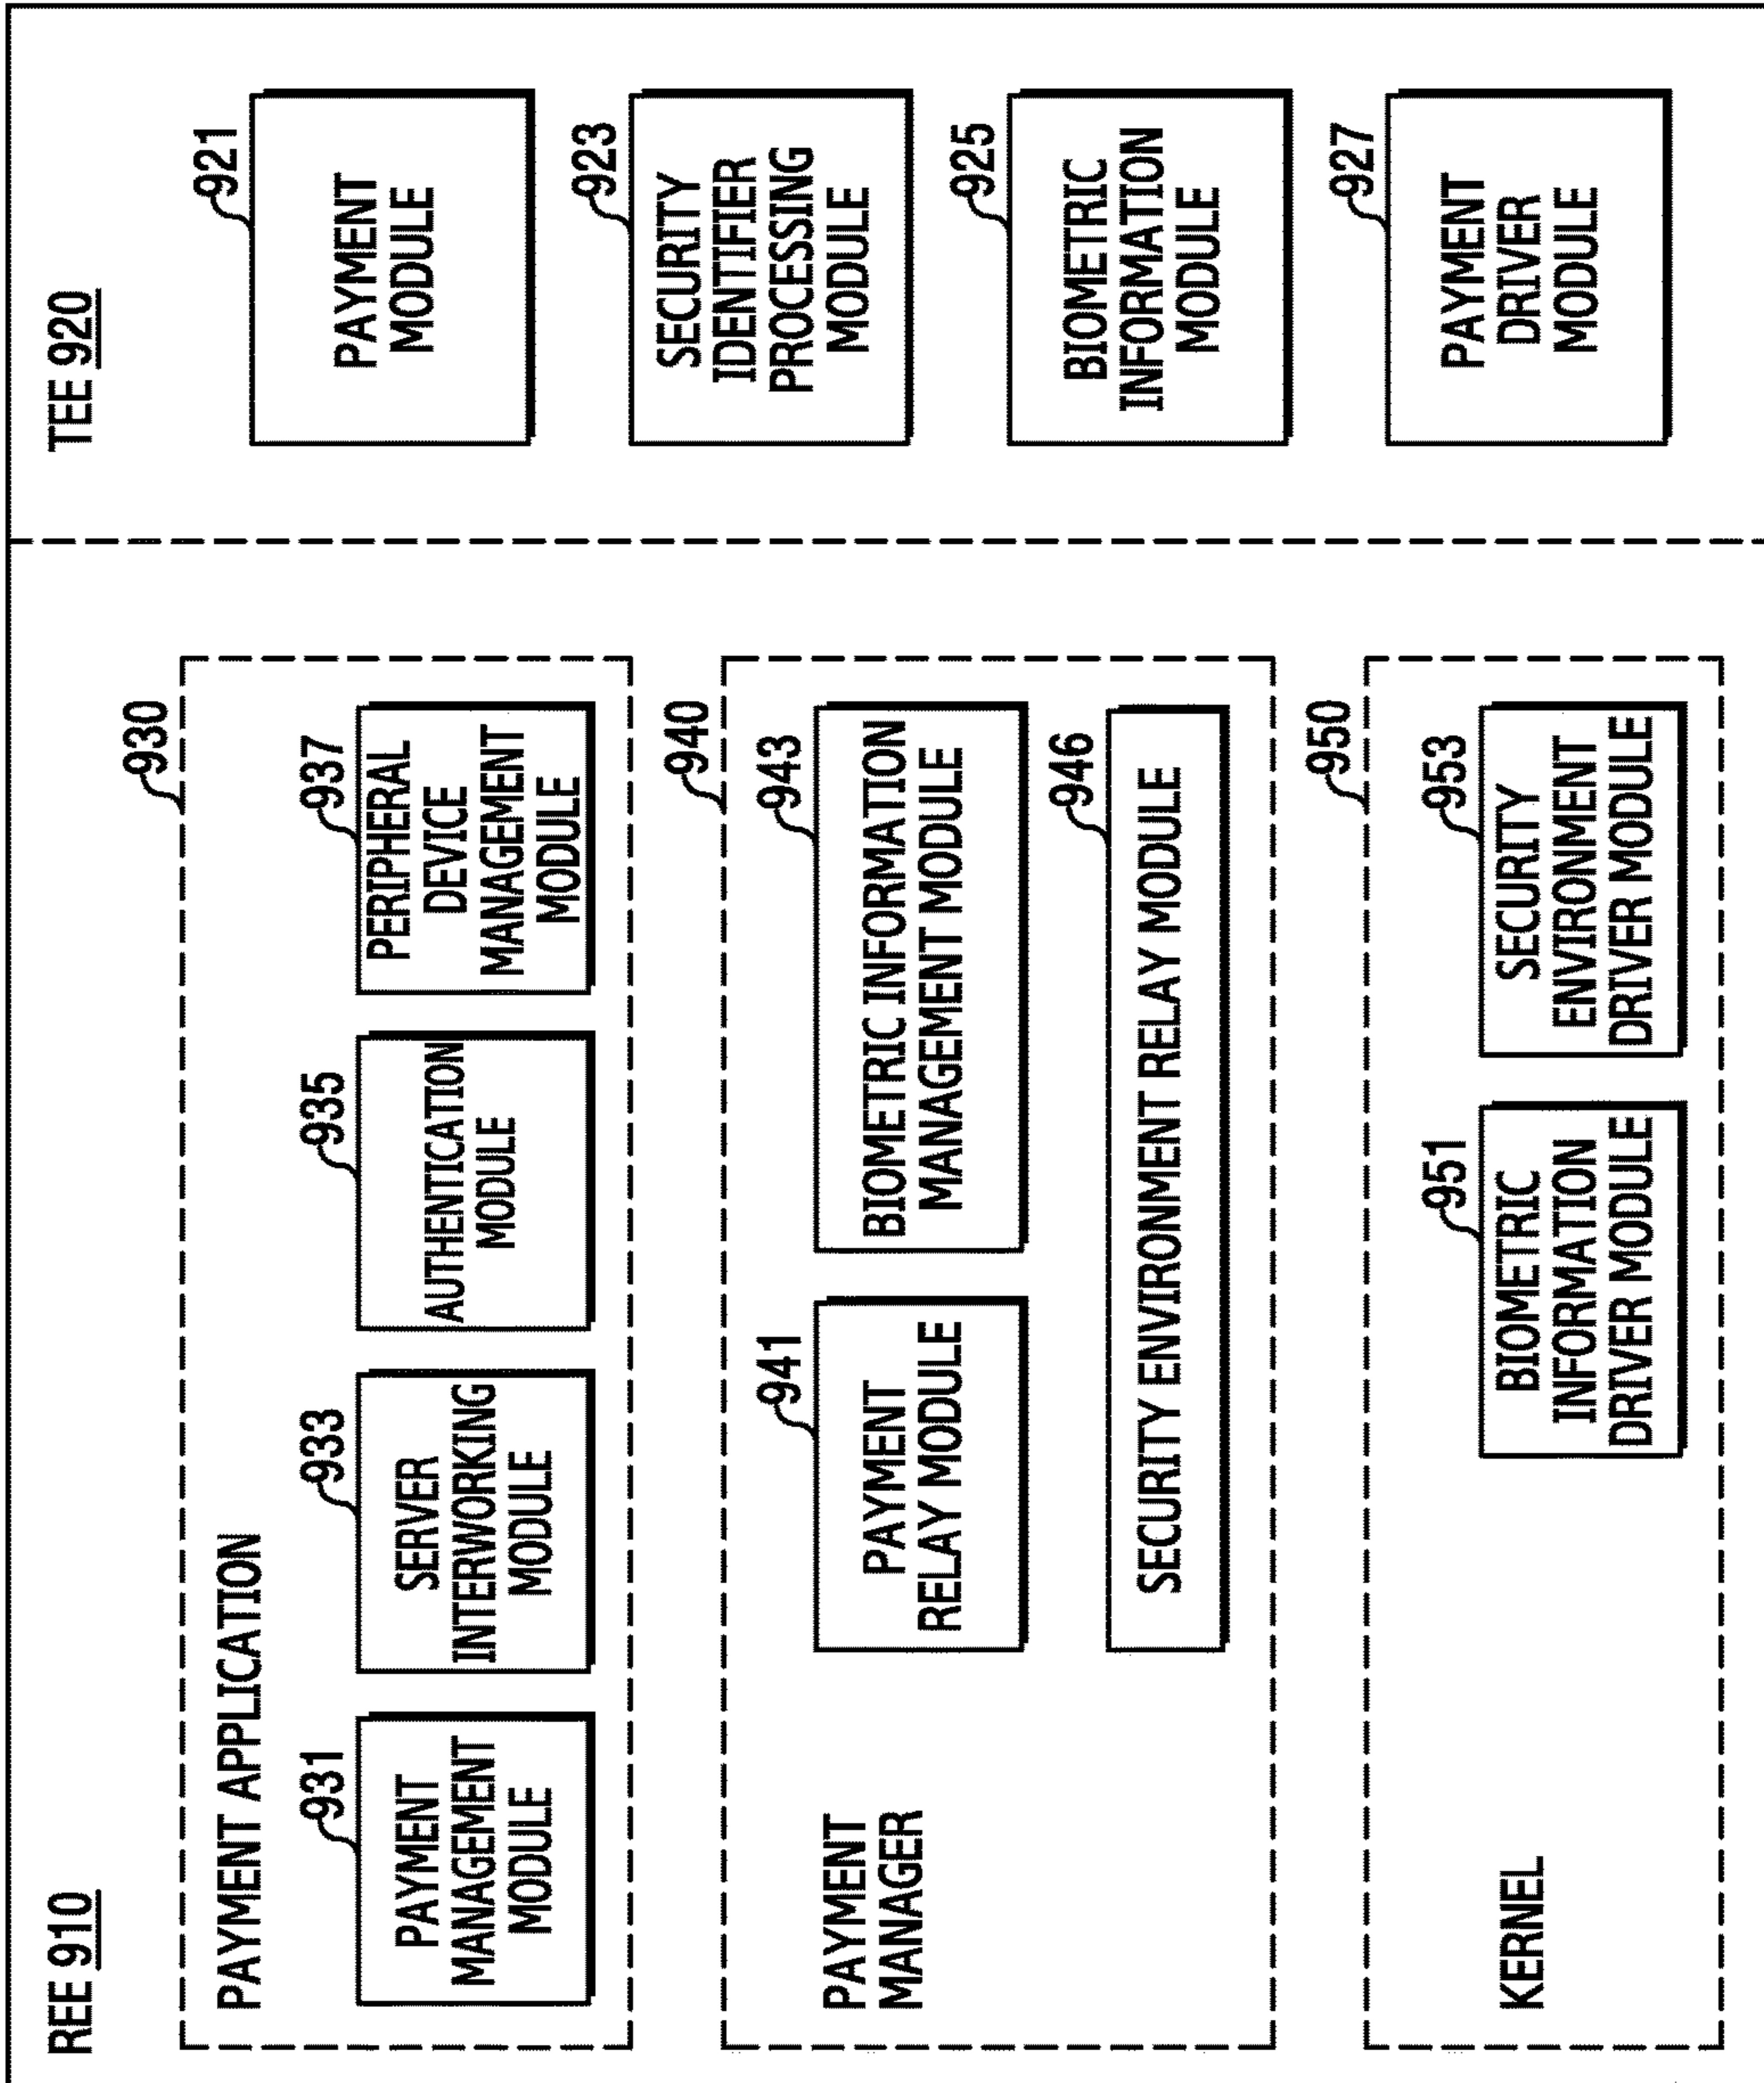 REE 910
930
PAYMENT APPLICATION
931
PAYMENT
MANAGEMENT
MODULE
933
SERVER
INTERWORKING
MODULE
935
AUTHENTICATION
MODULE
937
PERIPHERAL
DEVICE
MANAGEMENT
MODULE
940
PAYMENT
MANAGER
941
PAYMENT
RELAY MODULE
943
BIOMETRIC INFORMATION
MANAGEMENT MODULE
946
SECURITY ENVIRONMENT RELAY MODULE
950
KERNEL
951
BIOMETRIC
INFORMATION
DRIVER MODULE
953
SECURITY
ENVIRONMENT
DRIVER MODULE
TEE 920
921
PAYMENT
MODULE
923
SECURITY
IDENTIFIER
PROCESSING
MODULE
925
BIOMETRIC
INFORMATION
MODULE
927
PAYMENT
DRIVER
MODULE